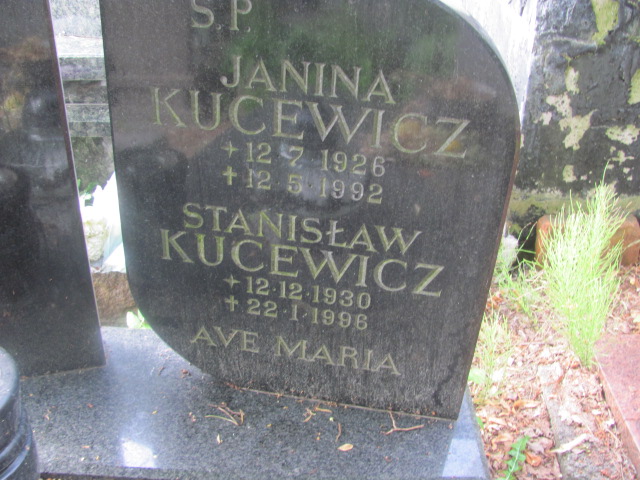 S.P.
JANINA
KUCEWICZ
+ 12·7·1926
+ 12·5·1992
STANISŁAW
KUCEWICZ
+ 12·12·1930
+ 22·1·1996
AVE MARIA